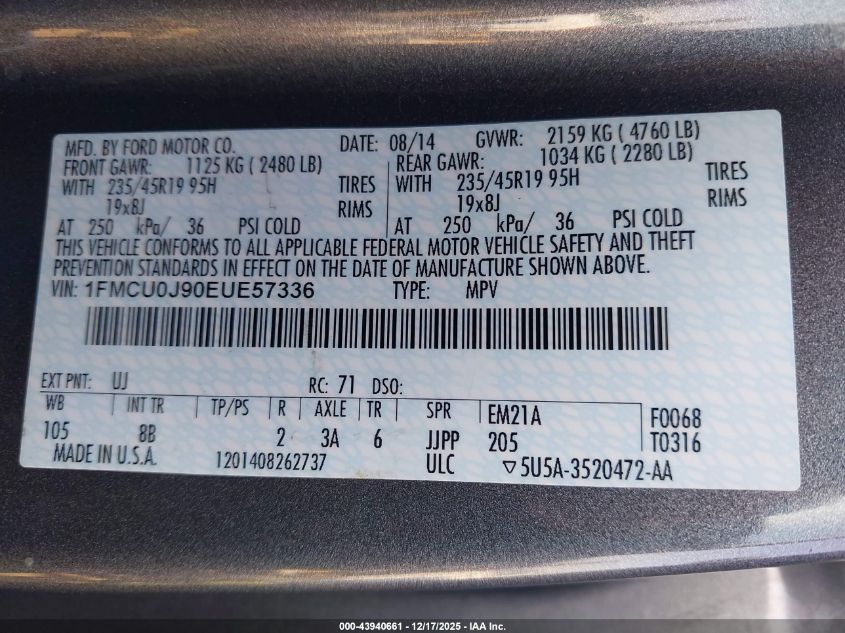 MFD. BY FORD MOTOR CO. DATE: 08/14 GVWR: 2159 KG ( 4760 LB)
FRONT GAWR: 1125 KG ( 2480 LB) REAR GAWR: 1034 KG ( 2280 LB)
WITH 235/45R19 95H TIRES WITH 235/45R19 95H TIRES
19x8J RIMS 19x8J RIMS
AT 250 kPa/ 36 PSI COLD AT 250 kPa/ 36 PSI COLD
THIS VEHICLE CONFORMS TO ALL APPLICABLE FEDERAL MOTOR VEHICLE SAFETY AND THEFT
PREVENTION STANDARDS IN EFFECT ON THE DATE OF MANUFACTURE SHOWN ABOVE.
VIN: 1FMCU0J90EUE57336 TYPE: MPV
EXT PNT: UJ RC: 71 DSO:
WB INT TR TP/PS R AXLE TR SPR EM21A F0068
105 8B 2 3A 6 JJPP 205 T0316
MADE IN U.S.A. 1201408262737 ULC ▽5U5A-3520472-AA
000-43940661 - 12/17/2025 - IAA Inc.